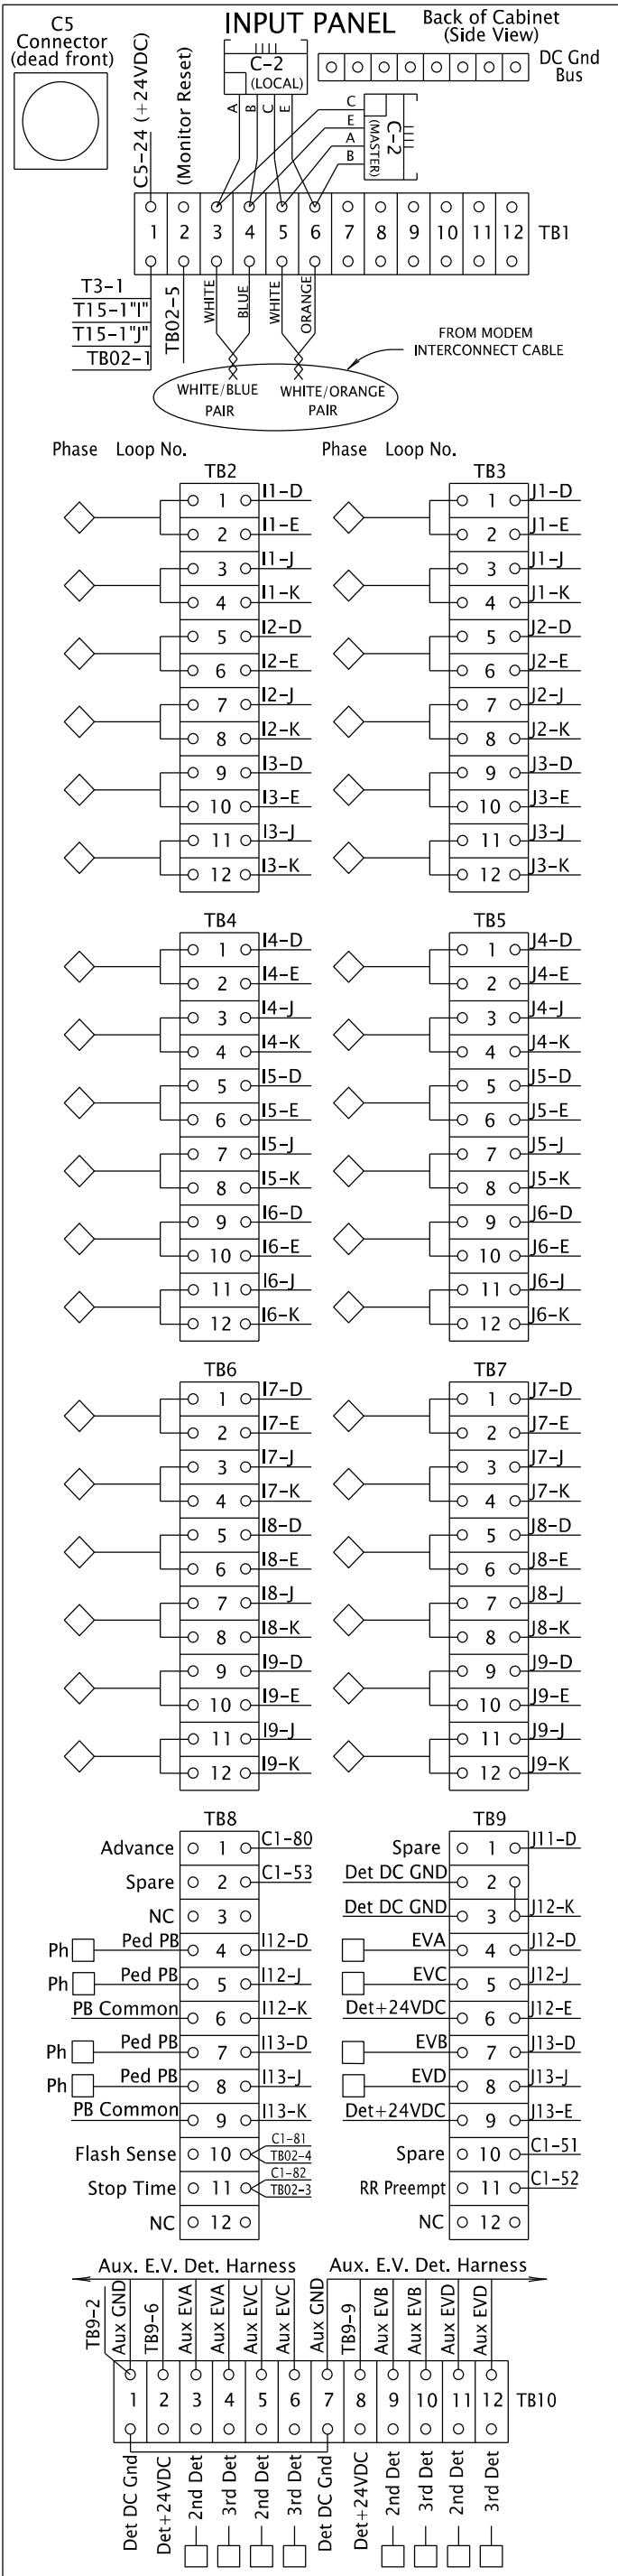 INPUT PANEL
C5
Connector
(dead front)
Back of Cabinet
(Side View)
DC Gnd
Bus
C5-24 (+24VDC)
(Monitor Reset)
C-2
(LOCAL)
A B C E
C
E
A
B
C-2
(MASTER)
1 2 3 4 5 6 7 8 9 10 11 12 TB1
T3-1
T15-1"I"
T15-1"J"
TB02-1
TB02-5
WHITE BLUE WHITE ORANGE
FROM MODEM
INTERCONNECT CABLE
WHITE/BLUE
PAIR
WHITE/ORANGE
PAIR
Phase Loop No.
TB2
1 I1-D
2 I1-E
3 I1-J
4 I1-K
5 I2-D
6 I2-E
7 I2-J
8 I2-K
9 I3-D
10 I3-E
11 I3-J
12 I3-K
Phase Loop No.
TB3
1 J1-D
2 J1-E
3 J1-J
4 J1-K
5 J2-D
6 J2-E
7 J2-J
8 J2-K
9 J3-D
10 J3-E
11 J3-J
12 J3-K
TB4
1 I4-D
2 I4-E
3 I4-J
4 I4-K
5 I5-D
6 I5-E
7 I5-J
8 I5-K
9 I6-D
10 I6-E
11 I6-J
12 I6-K
TB5
1 J4-D
2 J4-E
3 J4-J
4 J4-K
5 J5-D
6 J5-E
7 J5-J
8 J5-K
9 J6-D
10 J6-E
11 J6-J
12 J6-K
TB6
1 I7-D
2 I7-E
3 I7-J
4 I7-K
5 I8-D
6 I8-E
7 I8-J
8 I8-K
9 I9-D
10 I9-E
11 I9-J
12 I9-K
TB7
1 J7-D
2 J7-E
3 J7-J
4 J7-K
5 J8-D
6 J8-E
7 J8-J
8 J8-K
9 J9-D
10 J9-E
11 J9-J
12 J9-K
TB8
Advance 1 C1-80
Spare 2 C1-53
NC 3
Ph Ped PB 4 I12-D
Ph Ped PB 5 I12-J
PB Common 6 I12-K
Ph Ped PB 7 I13-D
Ph Ped PB 8 I13-J
PB Common 9 I13-K
Flash Sense 10 C1-81
TB02-4
Stop Time 11 C1-82
TB02-3
NC 12
TB9
Spare 1 J11-D
Det DC GND 2
Det DC GND 3 J12-K
EVA 4 J12-D
EVC 5 J12-J
Det+24VDC 6 J12-E
EVB 7 J13-D
EVD 8 J13-J
Det+24VDC 9 J13-E
Spare 10 C1-51
RR Preempt 11 C1-52
NC 12
Aux. E.V. Det. Harness
Aux. E.V. Det. Harness
TB9-2
Aux GND
TB9-6
Aux EVA
Aux EVA
Aux EVC
Aux EVC
Aux GND
TB9-9
Aux EVB
Aux EVB
Aux EVD
Aux EVD
1 2 3 4 5 6 7 8 9 10 11 12 TB10
Det DC Gnd
Det+24VDC
2nd Det
3rd Det
2nd Det
3rd Det
Det DC Gnd
Det+24VDC
2nd Det
3rd Det
2nd Det
3rd Det